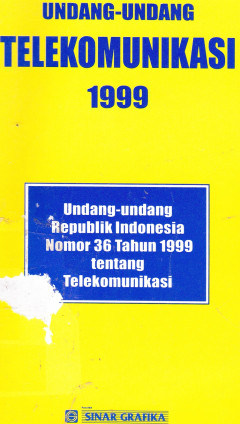 UNDANG-UNDANG
TELEKOMUNIKASI
1999
Undang-undang
Republik Indonesia
Nomor 36 Tahun 1999
tentang
Telekomunikasi
SINAR GRAFIKA